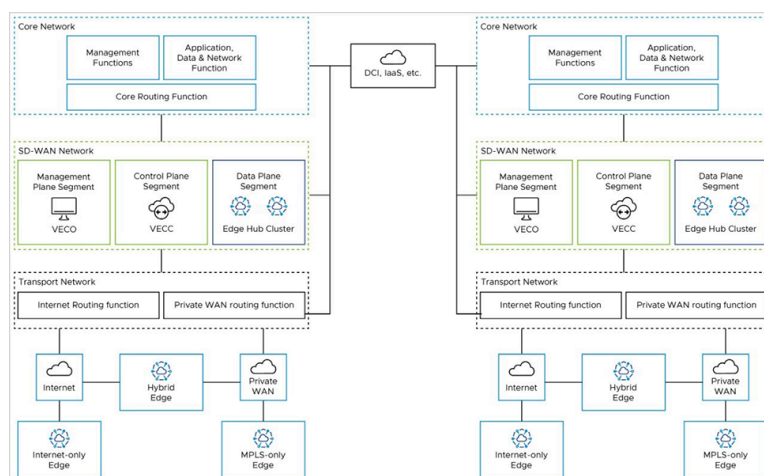 Core Network
Management
Functions
Application,
Data & Network
Function
Core Routing Function
SD-WAN Network
Management
Plane Segment
VECO
Control Plane
Segment
VECC
Data Plane
Segment
Edge Hub Cluster
Transport Network
Internet Routing function
Private WAN routing function
Internet
Hybrid
Edge
Private
WAN
Internet-only
Edge
MPLS-only
Edge
DCI, IaaS, etc.
Core Network
Management
Functions
Application,
Data & Network
Function
Core Routing Function
SD-WAN Network
Management
Plane Segment
VECO
Control Plane
Segment
VECC
Data Plane
Segment
Edge Hub Cluster
Transport Network
Internet Routing function
Private WAN routing function
Internet
Hybrid
Edge
Private
WAN
Internet-only
Edge
MPLS-only
Edge